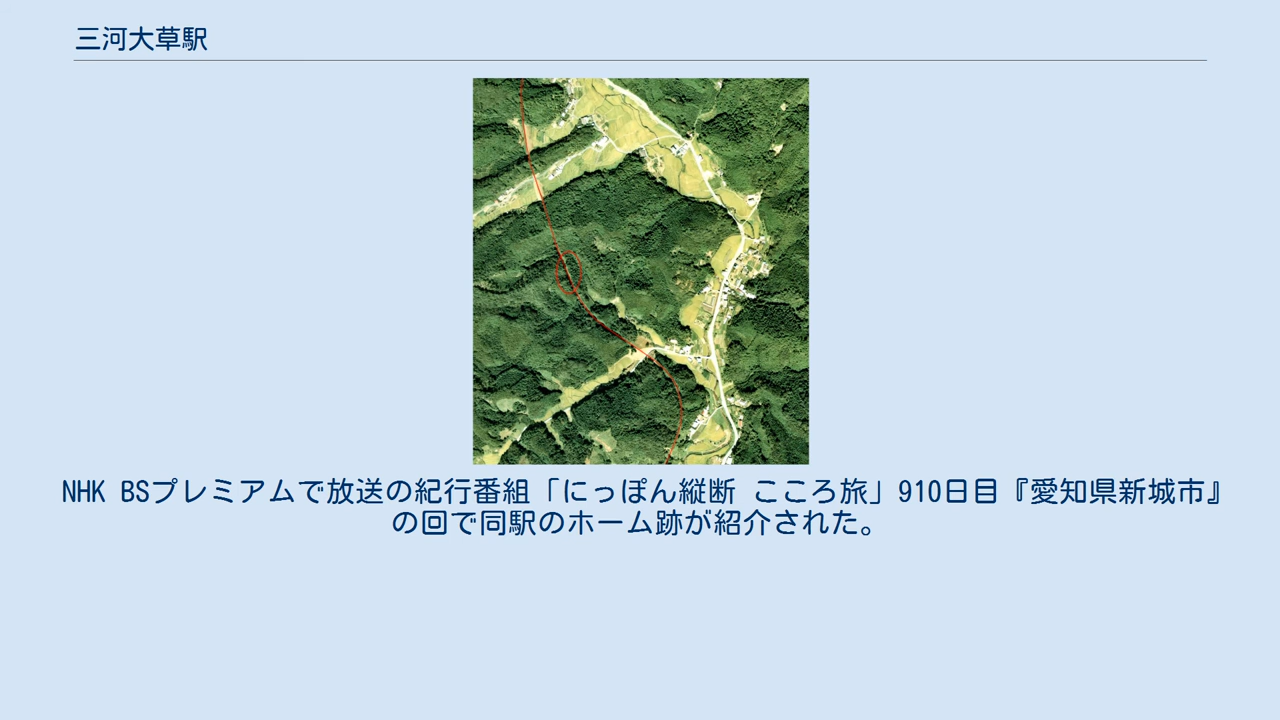 三河大草駅
NHK BSプレミアムで放送の紀行番組「にっぽん縦断 こころ旅」910日目『愛知県新城市』
の回で同駅のホーム跡が紹介された。